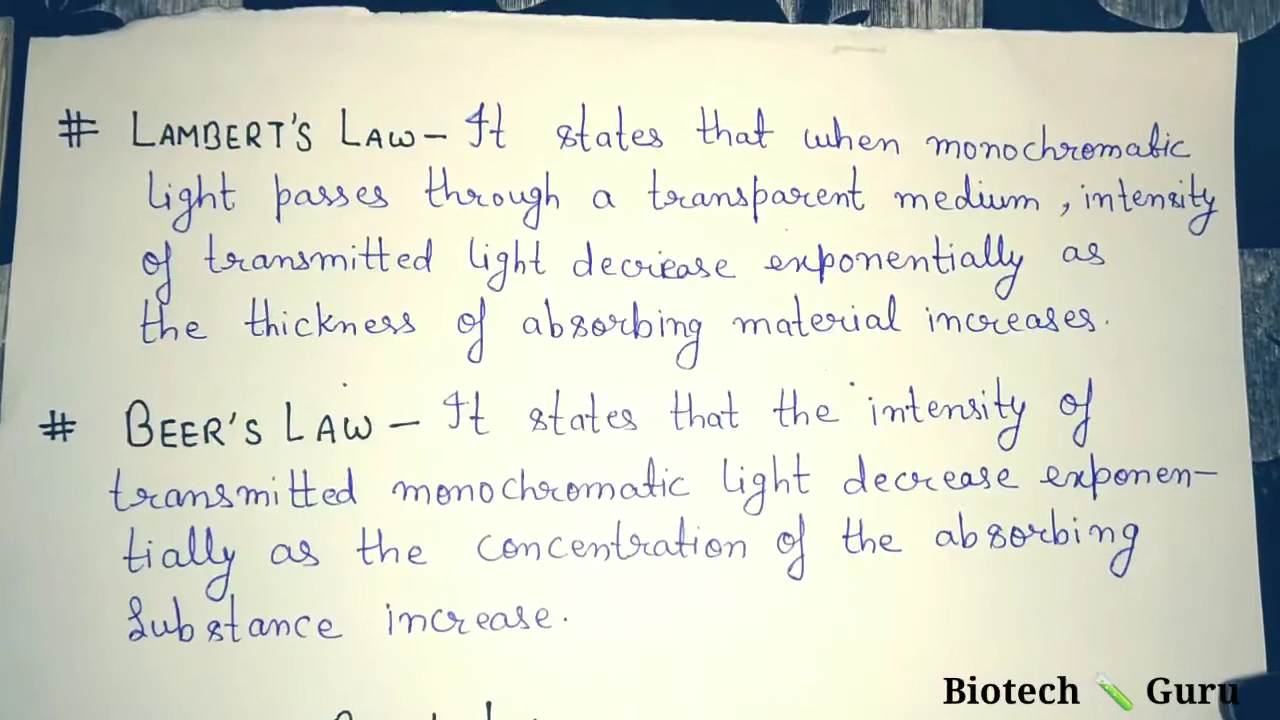 # LAMBERT'S LAW – It states that when monochromatic
light passes through a transparent medium, intensity
of transmitted light decrease exponentially as
the thickness of absorbing material increases.
# BEER'S LAW – It states that the intensity of
transmitted monochromatic light decrease exponen–
tially as the concentration of the absorbing
substance increase.
Biotech Guru